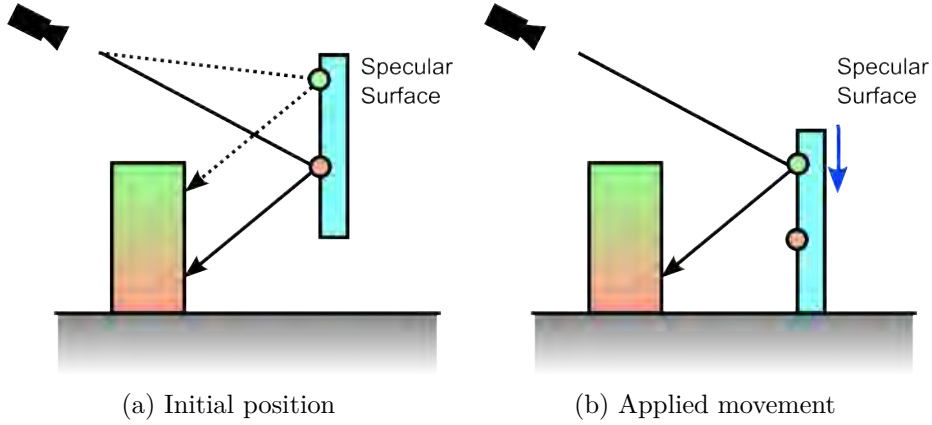 Specular
Surface
Specular
Surface
(a) Initial position
(b) Applied movement